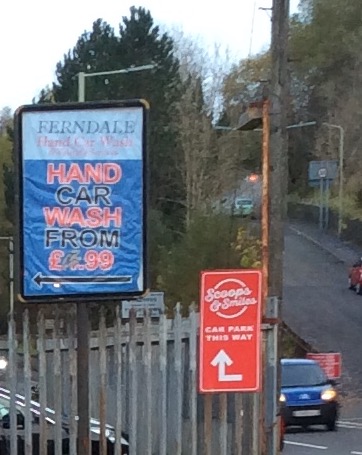 FERNDALE
Hand Car Wash
HAND
CAR
WASH
FROM
Scoops
& Smiles
CAR PARK
THIS WAY